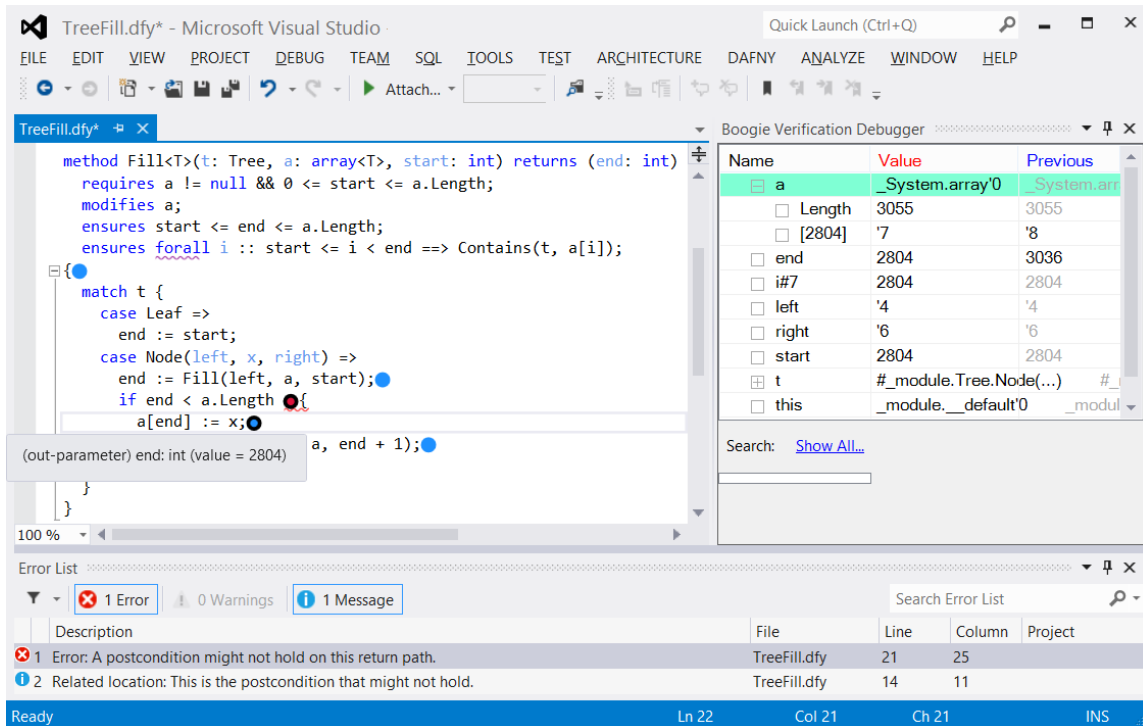 TreeFill.dfy* - Microsoft Visual Studio
Quick Launch (Ctrl+Q)
FILE EDIT VIEW PROJECT DEBUG TEAM SQL TOOLS TEST ARCHITECTURE DAFNY ANALYZE WINDOW HELP
Attach...
TreeFill.dfy*
method Fill<T>(t: Tree, a: array<T>, start: int) returns (end: int)
requires a != null && 0 <= start <= a.Length;
modifies a;
ensures start <= end <= a.Length;
ensures forall i :: start <= i < end ==> Contains(t, a[i]);
{
match t {
case Leaf =>
end := start;
case Node(left, x, right) =>
end := Fill(left, a, start);
if end < a.Length {
a[end] := x;
a, end + 1);
(out-parameter) end: int (value = 2804)
}
}
100 %
Boogie Verification Debugger
Name Value Previous
a _System.array'0 _System.arr
Length 3055 3055
[2804] '7 '8
end 2804 3036
i#7 2804 2804
left '4 '4
right '6 '6
start 2804 2804
t #_module.Tree.Node(...) #_
this _module.__default'0 _modul
Search: Show All...
Error List
1 Error 0 Warnings 1 Message
Search Error List
Description File Line Column Project
1 Error: A postcondition might not hold on this return path. TreeFill.dfy 21 25
2 Related location: This is the postcondition that might not hold. TreeFill.dfy 14 11
Ready Ln 22 Col 21 Ch 21 INS